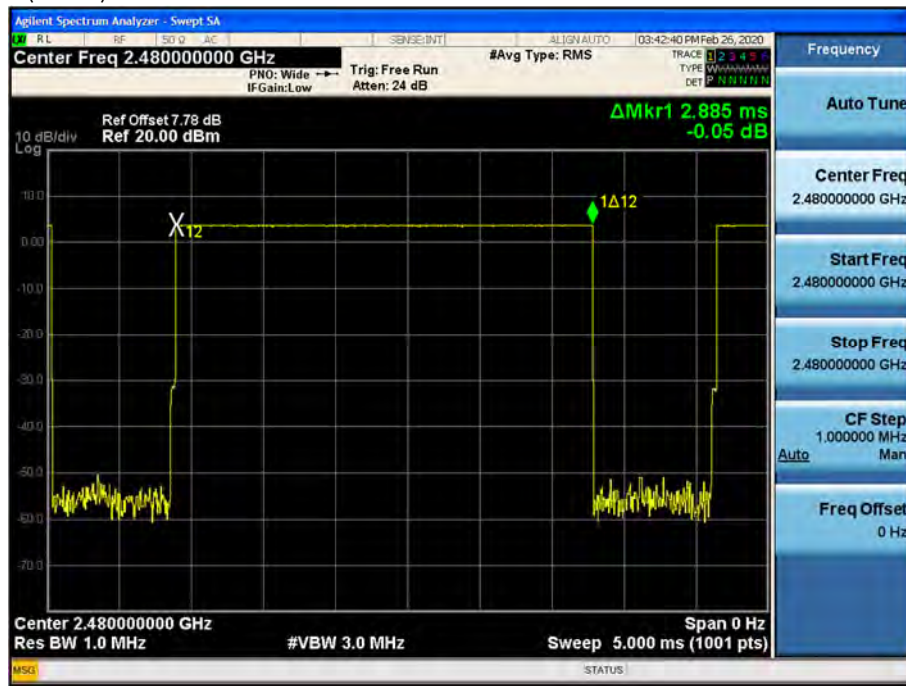 Agilent Spectrum Analyzer - Swept SA
RL RF 50 Ω AC SENSE:INT ALIGN AUTO 03:42:40 PM Feb 26, 2020
Center Freq 2.480000000 GHz
#Avg Type: RMS
TRACE 1 2 3 4 5 6
PNO: Wide
Trig: Free Run
TYPE
IFGain:Low
Atten: 24 dB
DET P N N N N N
ΔMkr1 2.885 ms
-0.05 dB
Ref Offset 7.78 dB
10 dB/div Ref 20.00 dBm
Log
10.0
0.00
-10.0
-20.0
-30.0
-40.0
-50.0
-60.0
-70.0
X12
1Δ12
Center 2.480000000 GHz
Span 0 Hz
Res BW 1.0 MHz
#VBW 3.0 MHz
Sweep 5.000 ms (1001 pts)
MSG
STATUS
Frequency
Auto Tune
Center Freq
2.480000000 GHz
Start Freq
2.480000000 GHz
Stop Freq
2.480000000 GHz
CF Step
1.000000 MHz
Auto Man
Freq Offset
0 Hz